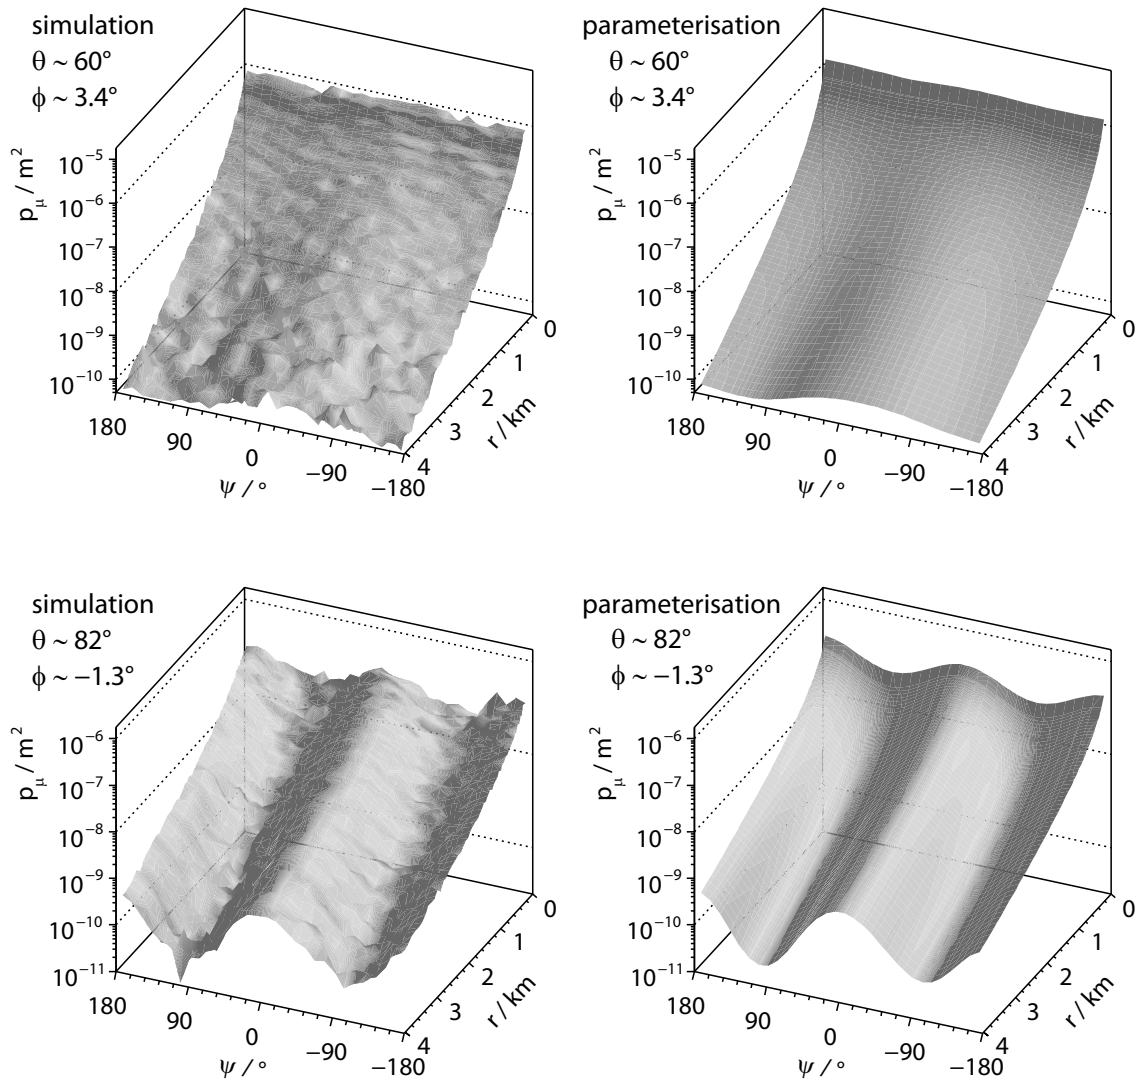 simulation
θ ~ 60°
ϕ ~ 3.4°
p_μ / m²
10⁻⁵
10⁻⁶
10⁻⁷
10⁻⁸
10⁻⁹
10⁻¹⁰
180
90
0
−90
−180
ψ / °
4
3
2
1
0
r / km
parameterisation
θ ~ 60°
ϕ ~ 3.4°
p_μ / m²
10⁻⁵
10⁻⁶
10⁻⁷
10⁻⁸
10⁻⁹
10⁻¹⁰
180
90
0
−90
−180
ψ / °
4
3
2
1
0
r / km
simulation
θ ~ 82°
ϕ ~ −1.3°
p_μ / m²
10⁻⁶
10⁻⁷
10⁻⁸
10⁻⁹
10⁻¹⁰
10⁻¹¹
180
90
0
−90
−180
ψ / °
4
3
2
1
0
r / km
parameterisation
θ ~ 82°
ϕ ~ −1.3°
p_μ / m²
10⁻⁶
10⁻⁷
10⁻⁸
10⁻⁹
10⁻¹⁰
10⁻¹¹
180
90
0
−90
−180
ψ / °
4
3
2
1
0
r / km